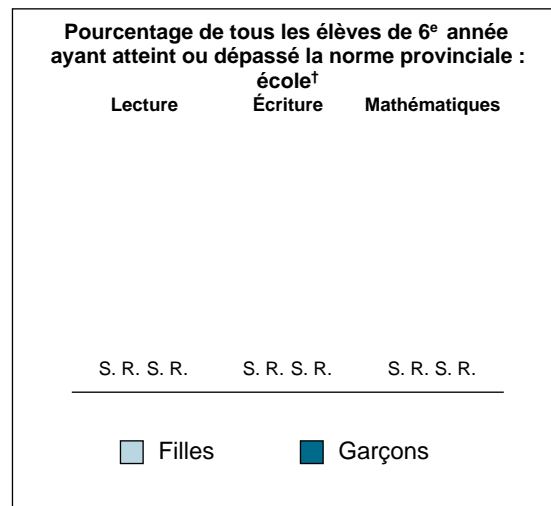 Pourcentage de tous les élèves de 6e année
ayant atteint ou dépassé la norme provinciale :
école†
Lecture Écriture Mathématiques
S. R. S. R. S. R. S. R. S. R. S. R.
Filles Garçons